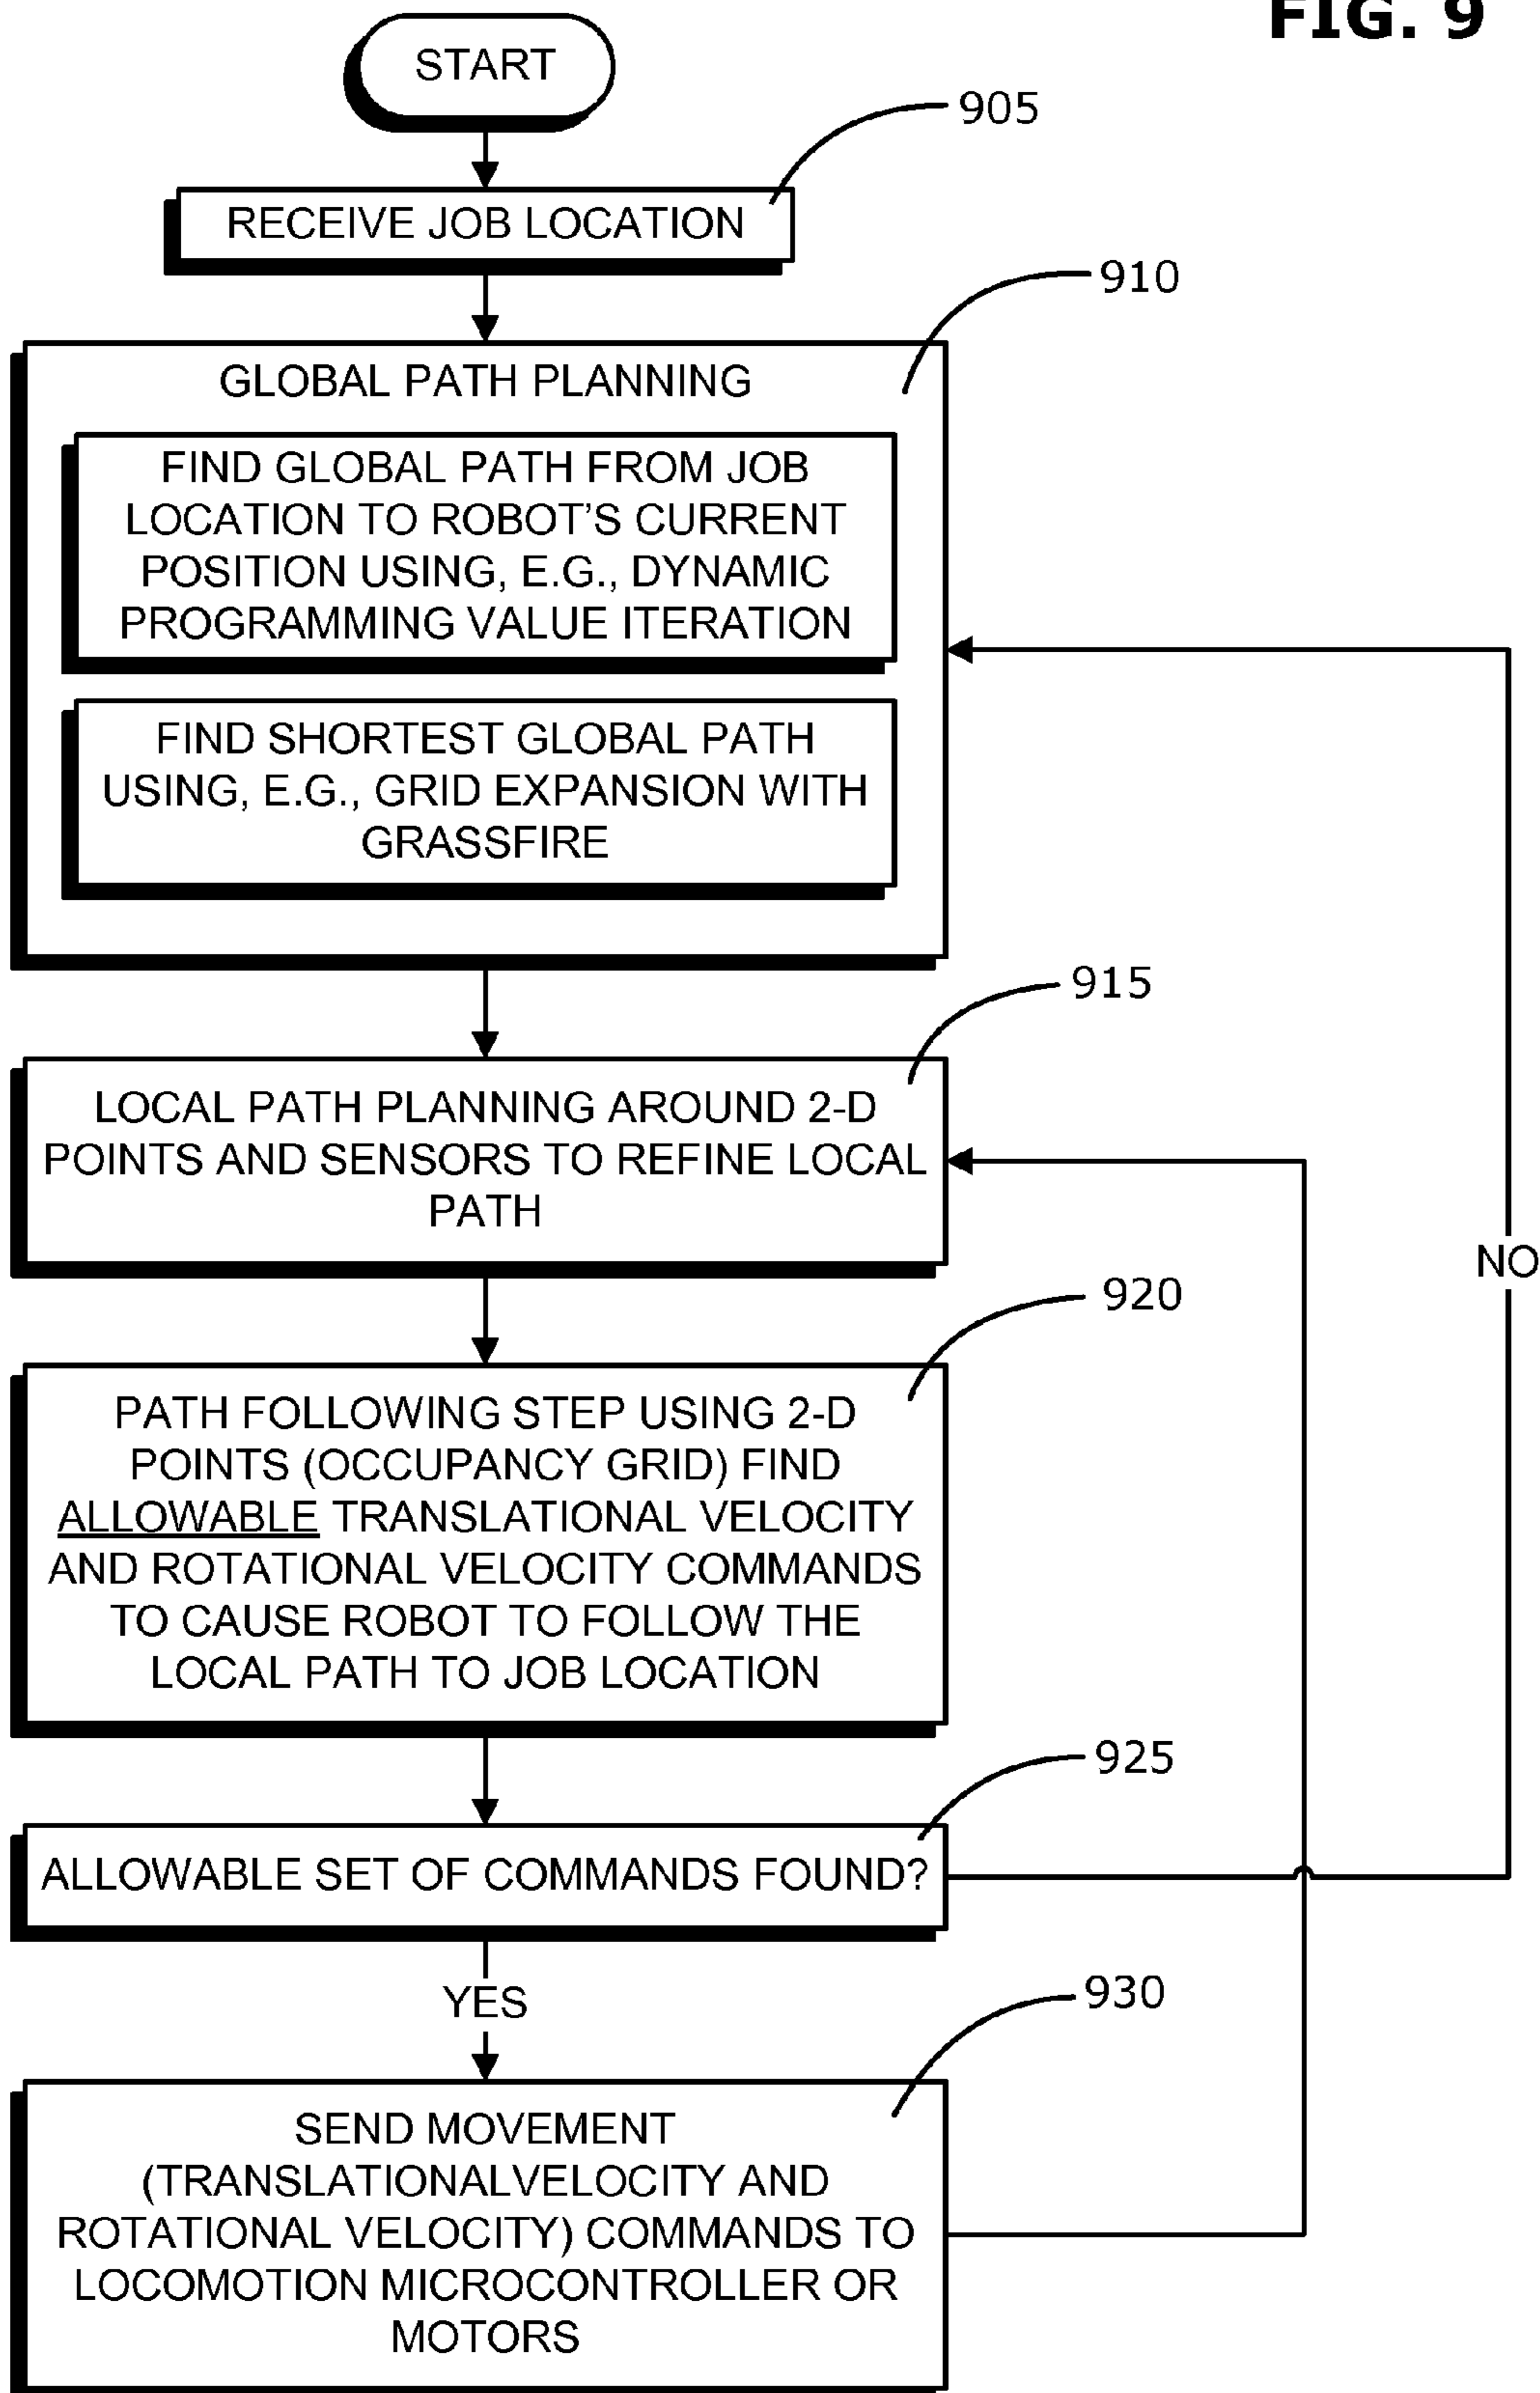 FIG. 9
START
905
RECEIVE JOB LOCATION
910
GLOBAL PATH PLANNING
FIND GLOBAL PATH FROM JOB
LOCATION TO ROBOT'S CURRENT
POSITION USING, E.G., DYNAMIC
PROGRAMMING VALUE ITERATION
FIND SHORTEST GLOBAL PATH
USING, E.G., GRID EXPANSION WITH
GRASSFIRE
915
LOCAL PATH PLANNING AROUND 2-D
POINTS AND SENSORS TO REFINE LOCAL
PATH
NO
920
PATH FOLLOWING STEP USING 2-D
POINTS (OCCUPANCY GRID) FIND
ALLOWABLE TRANSLATIONAL VELOCITY
AND ROTATIONAL VELOCITY COMMANDS
TO CAUSE ROBOT TO FOLLOW THE
LOCAL PATH TO JOB LOCATION
925
ALLOWABLE SET OF COMMANDS FOUND?
YES
930
SEND MOVEMENT
(TRANSLATIONALVELOCITY AND
ROTATIONAL VELOCITY) COMMANDS TO
LOCOMOTION MICROCONTROLLER OR
MOTORS